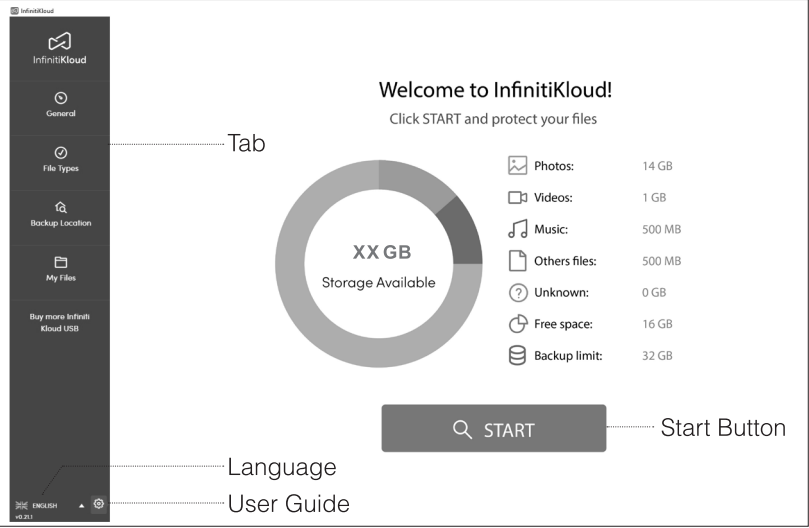 InfinitiKloud
InfinitiKloud
General
File Types
Backup Location
My Files
Buy more Infiniti
Kloud USB
ENGLISH
v0.21.1
Tab
Language
User Guide
Welcome to InfinitiKloud!
Click START and protect your files
XX GB
Storage Available
Photos: 14 GB
Videos: 1 GB
Music: 500 MB
Others files: 500 MB
Unknown: 0 GB
Free space: 16 GB
Backup limit: 32 GB
START
Start Button